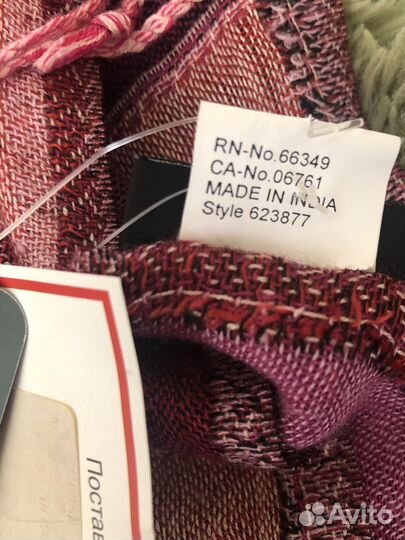 RN-No.66349
CA-No.06761
MADE IN INDIA
Style 623877
Постав
Avito